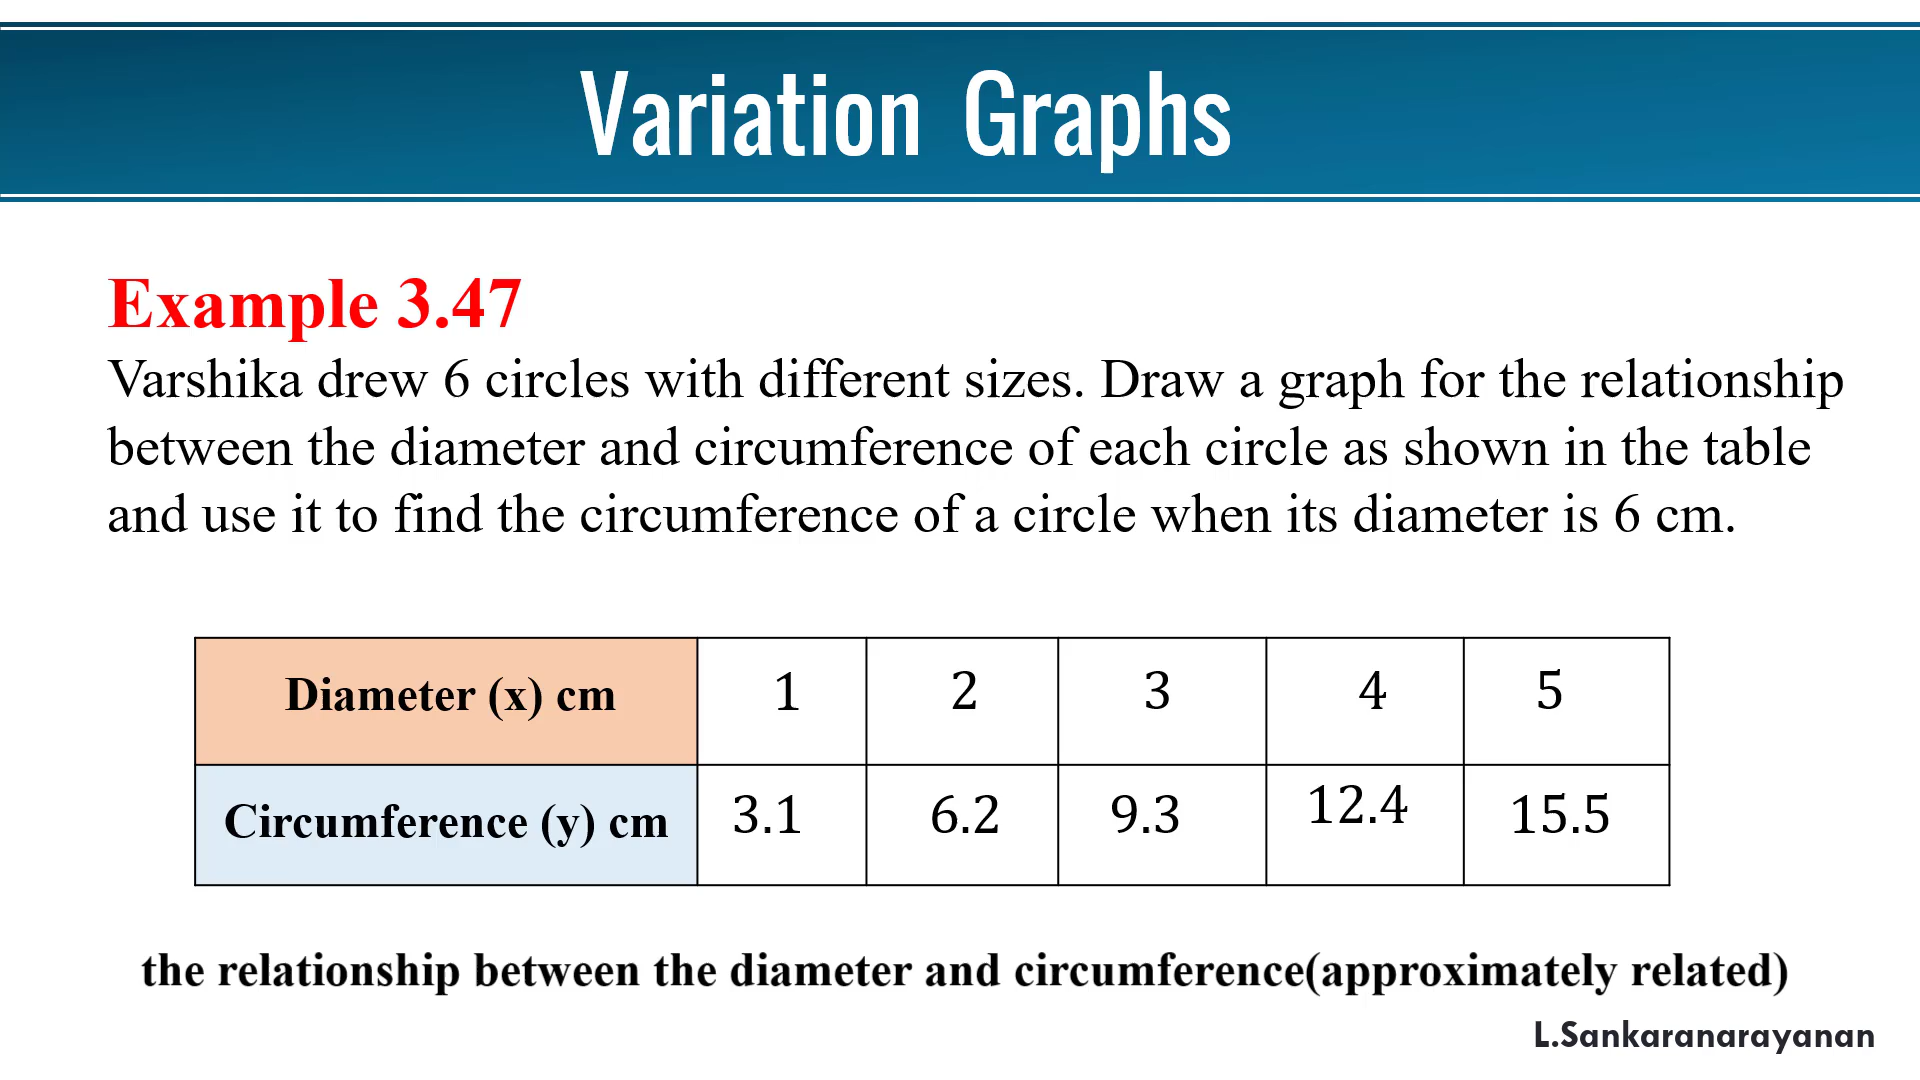 Variation Graphs
Example 3.47
Varshika drew 6 circles with different sizes. Draw a graph for the relationship
between the diameter and circumference of each circle as shown in the table
and use it to find the circumference of a circle when its diameter is 6 cm.
Diameter (x) cm 1 2 3 4 5
Circumference (y) cm 3.1 6.2 9.3 12.4 15.5
the relationship between the diameter and circumference(approximately related)
L.Sankaranarayanan